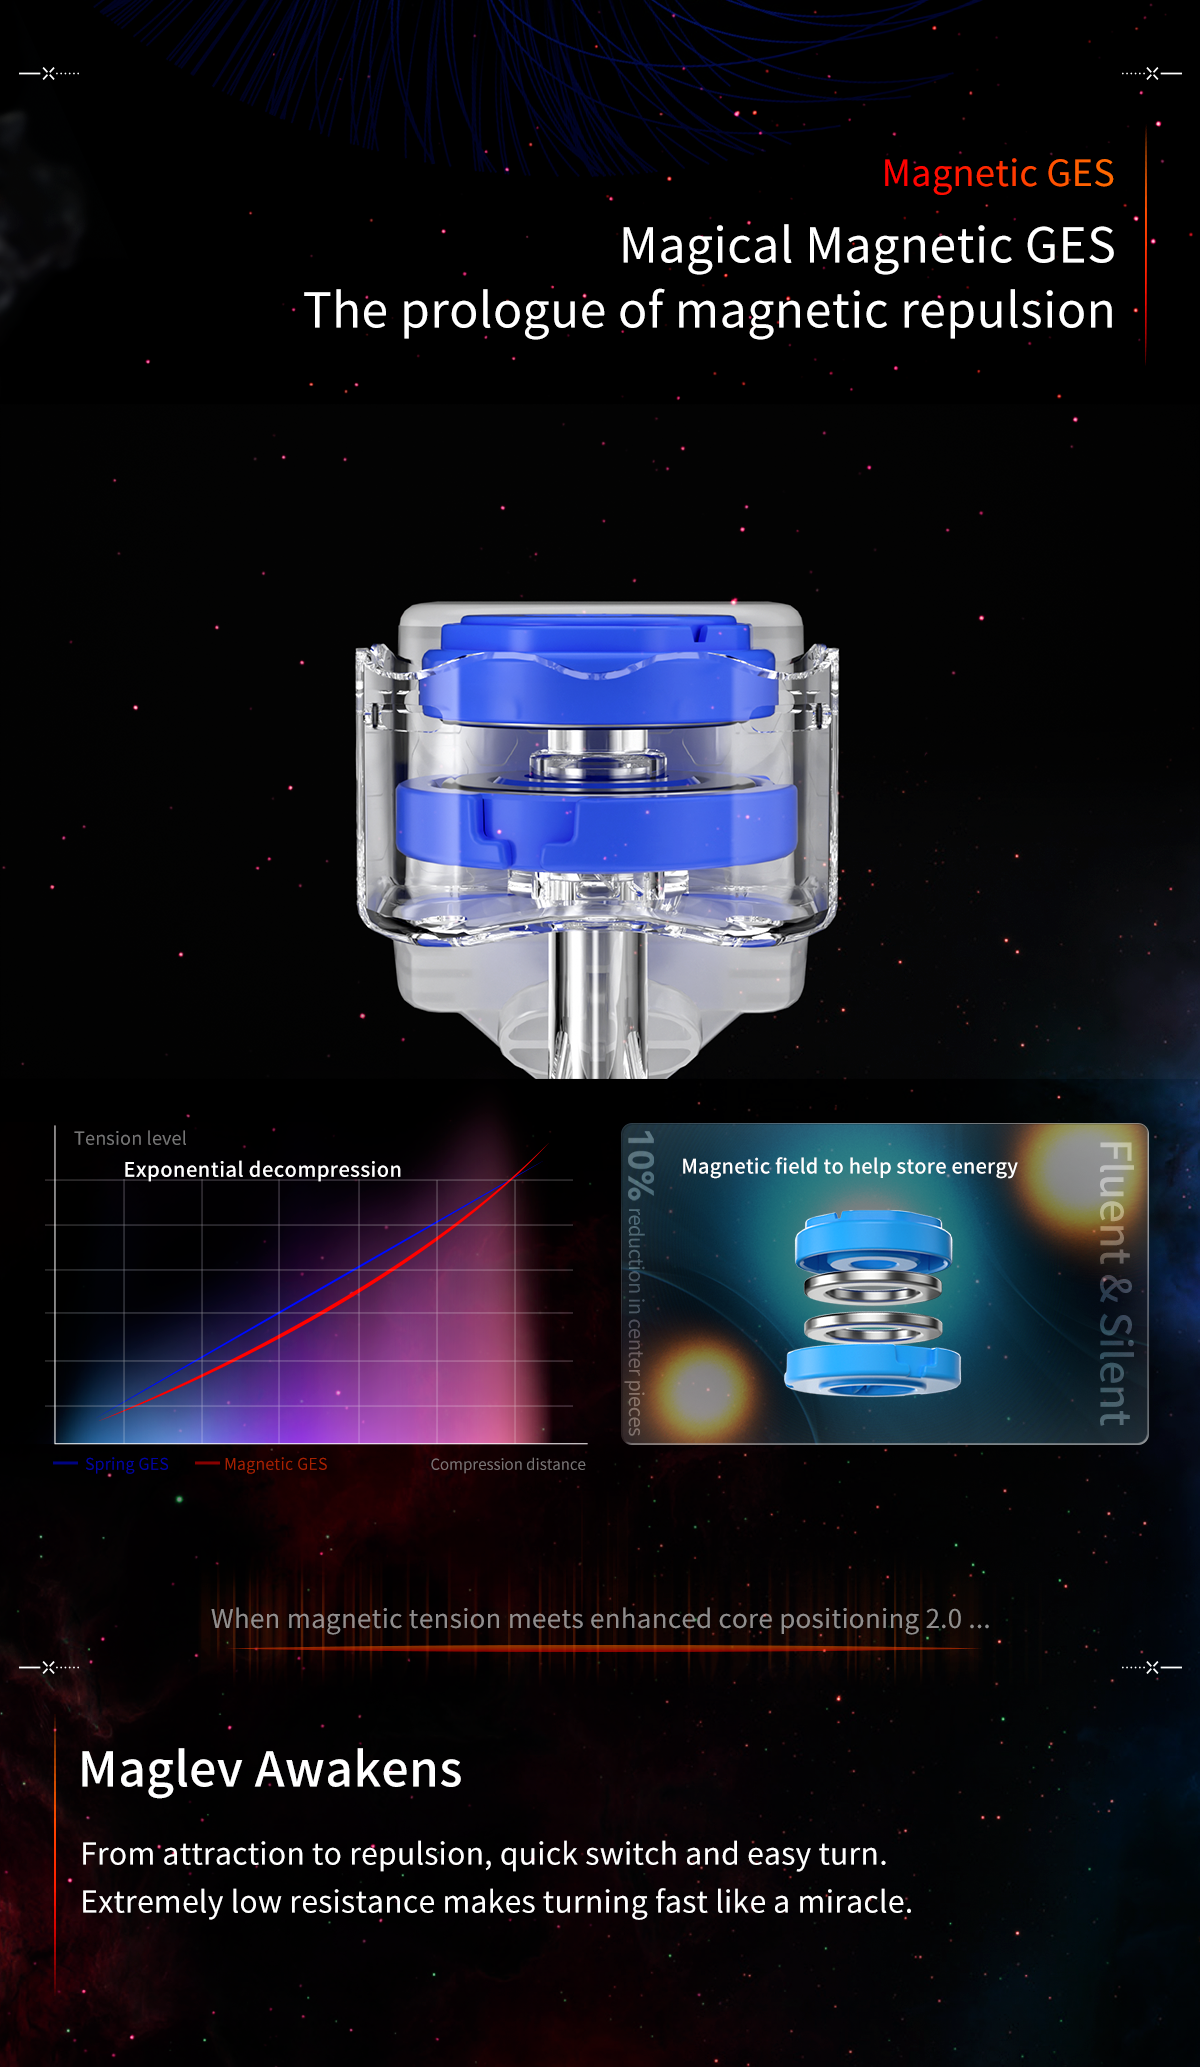 Magnetic GES
Magical Magnetic GES
The prologue of magnetic repulsion
Tension level
Exponential decompression
Spring GES
Magnetic GES
Compression distance
10% reduction in center pieces
Magnetic field to help store energy
Fluent & Silent
When magnetic tension meets enhanced core positioning 2.0 ...
Maglev Awakens
From attraction to repulsion, quick switch and easy turn.
Extremely low resistance makes turning fast like a miracle.